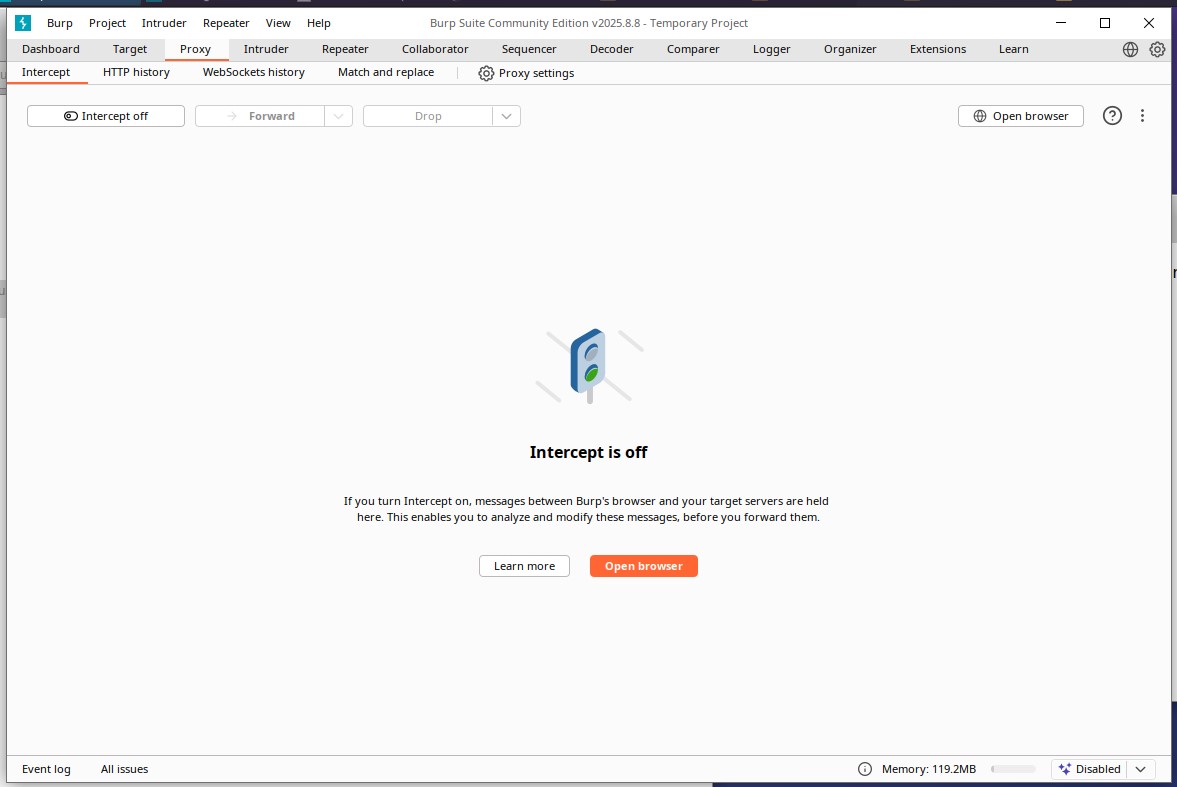 Burp Project Intruder Repeater View Help Burp Suite Community Edition v2025.8.8 - Temporary Project
Dashboard Target Proxy Intruder Repeater Collaborator Sequencer Decoder Comparer Logger Organizer Extensions Learn
Intercept HTTP history WebSockets history Match and replace Proxy settings
Intercept off Forward Drop Open browser
Intercept is off
If you turn Intercept on, messages between Burp's browser and your target servers are held
here. This enables you to analyze and modify these messages, before you forward them.
Learn more Open browser
Event log All issues Memory: 119.2MB Disabled